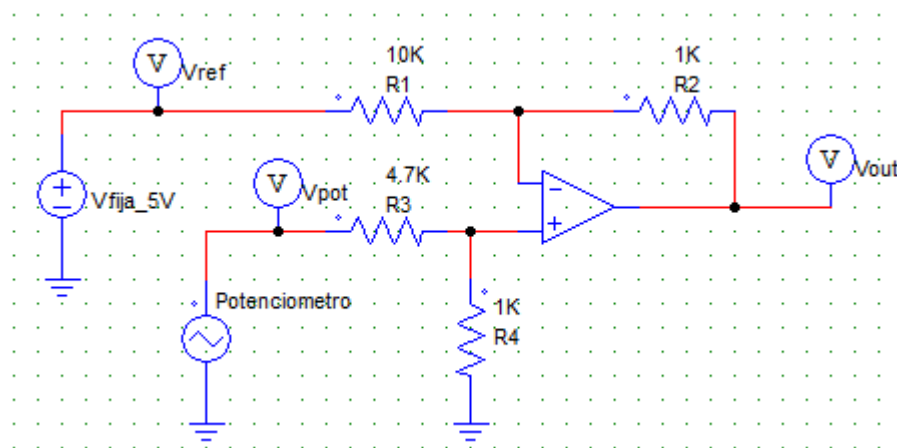 10K
1K
V
Vref
R1
R2
V
Vout
V
Vpot
4.7K
R3
+
−
Vfija_5V
−
+
Potenciometro
1K
R4